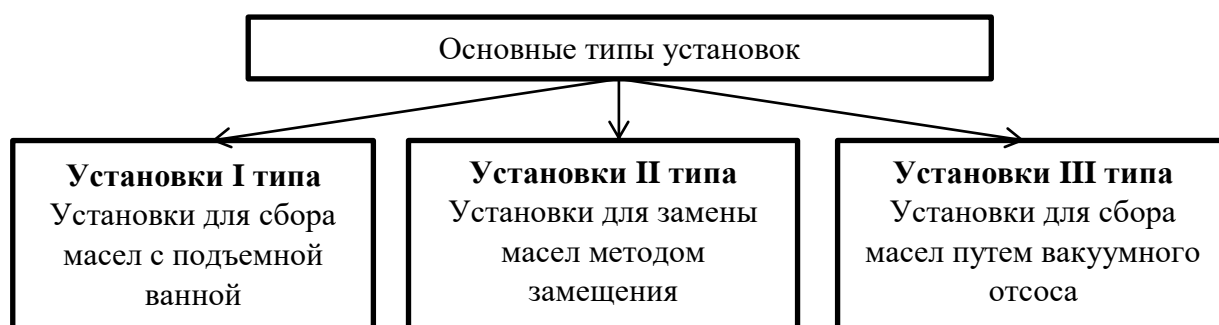 Основные типы установок
Установки I типа
Установки для сбора
масел с подъемной
ванной
Установки II типа
Установки для замены
масел методом
замещения
Установки III типа
Установки для сбора
масел путем вакуумного
отсоса